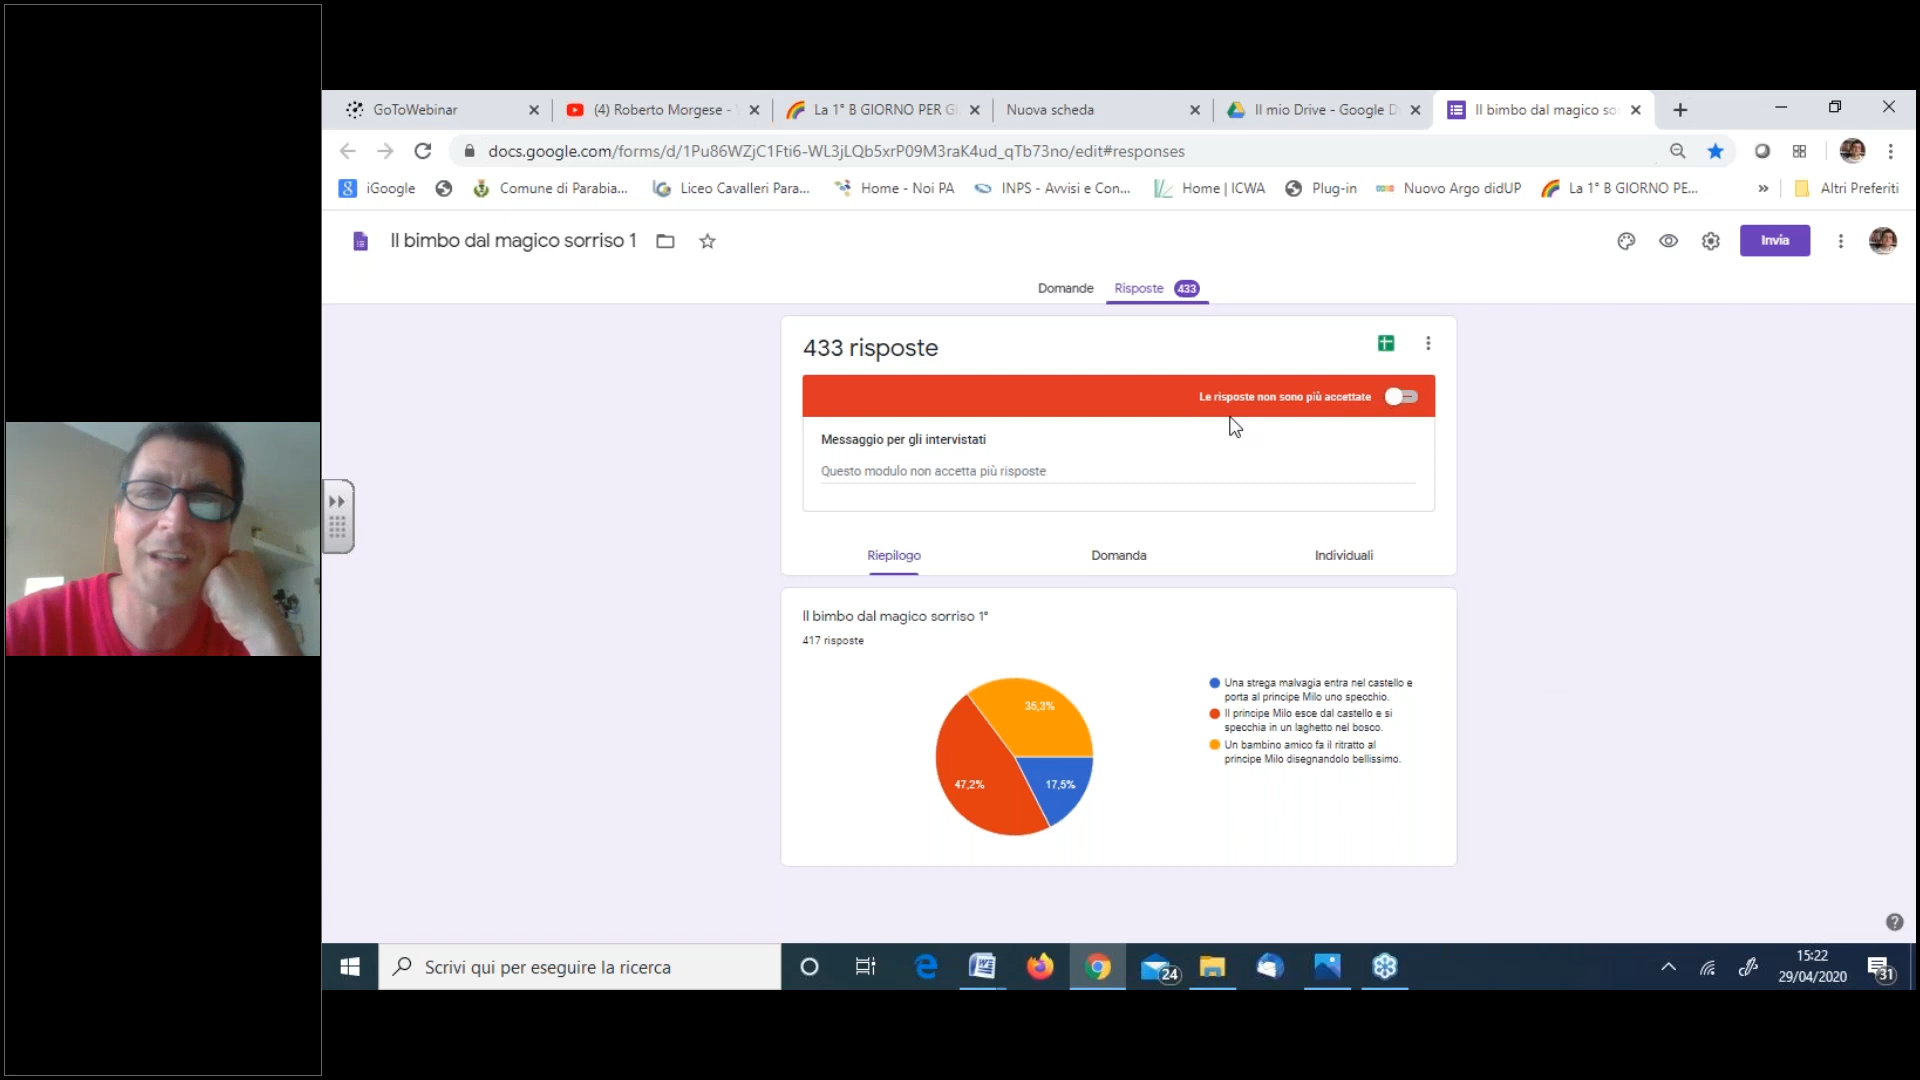 GoToWebinar
(4) Roberto Morgese -
La 1° B GIORNO PER G
Nuova scheda
Il mio Drive - Google D
Il bimbo dal magico so
docs.google.com/forms/d/1Pu86WZjC1Fti6-WL3jLQb5xrP09M3raK4ud_qTb73no/edit#responses
iGoogle
Comune di Parabia...
Liceo Cavalleri Para...
Home - Noi PA
INPS - Avvisi e Con...
Home | ICWA
Plug-in
Nuovo Argo didUP
La 1° B GIORNO PE...
»
Altri Preferiti
Il bimbo dal magico sorriso 1
Invia
Domande
Risposte 433
433 risposte
Le risposte non sono più accettate
Messaggio per gli intervistati
Questo modulo non accetta più risposte
Riepilogo
Domanda
Individuali
Il bimbo dal magico sorriso 1°
417 risposte
35,3%
47,2%
17,5%
Una strega malvagia entra nel castello e
porta al principe Milo uno specchio.
Il principe Milo esce dal castello e si
specchia in un laghetto nel bosco.
Un bambino amico fa il ritratto al
principe Milo disegnandolo bellissimo.
Scrivi qui per eseguire la ricerca
24
15:22
29/04/2020
31